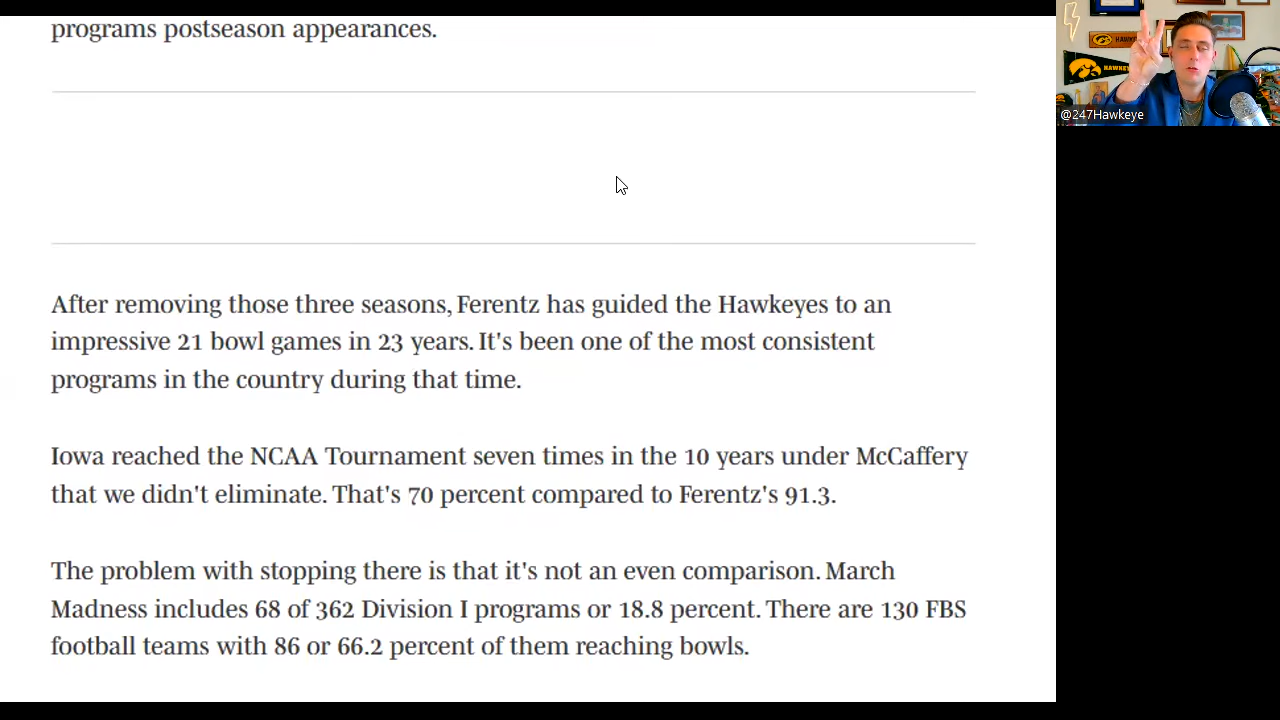 programs postseason appearances.
HAWKEYE
@247Hawkeye
After removing those three seasons, Ferentz has guided the Hawkeyes to an
impressive 21 bowl games in 23 years. It's been one of the most consistent
programs in the country during that time.
Iowa reached the NCAA Tournament seven times in the 10 years under McCaffery
that we didn't eliminate. That's 70 percent compared to Ferentz's 91.3.
The problem with stopping there is that it's not an even comparison. March
Madness includes 68 of 362 Division I programs or 18.8 percent. There are 130 FBS
football teams with 86 or 66.2 percent of them reaching bowls.